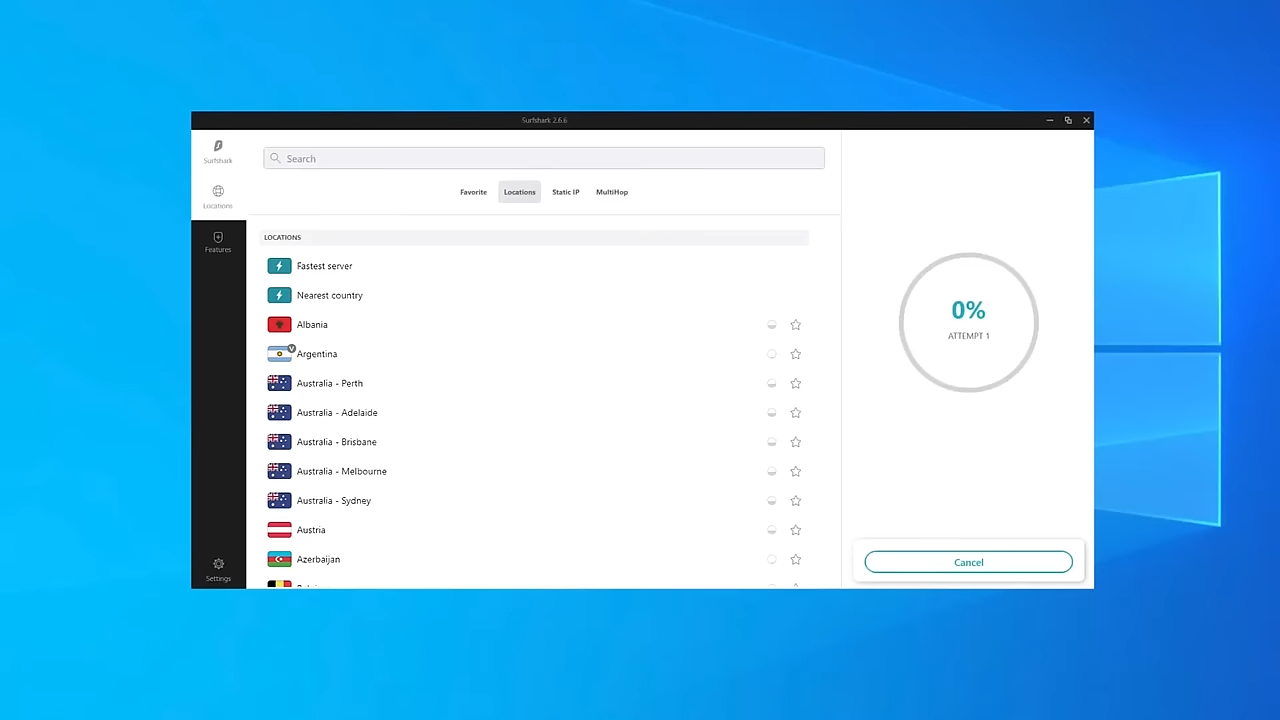 Surfshark 2.6.6
Surfshark
Locations
Features
Settings
Search
Favorite Locations Static IP MultiHop
LOCATIONS
Fastest server
Nearest country
Albania
V
Argentina
Australia - Perth
Australia - Adelaide
Australia - Brisbane
Australia - Melbourne
Australia - Sydney
Austria
Azerbaijan
0%
ATTEMPT 1
Cancel